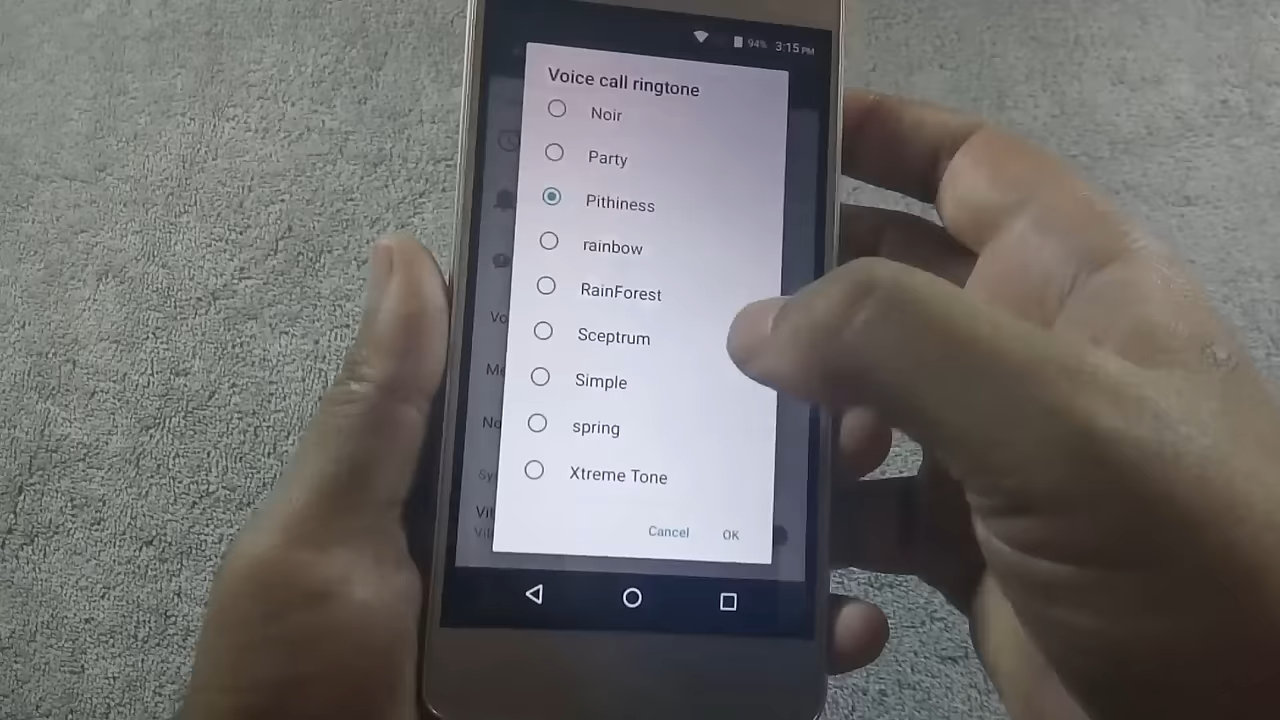 94% 3:15 PM
Voice call ringtone
Noir
Party
Pithiness
rainbow
RainForest
Sceptrum
Simple
spring
Xtreme Tone
Cancel OK